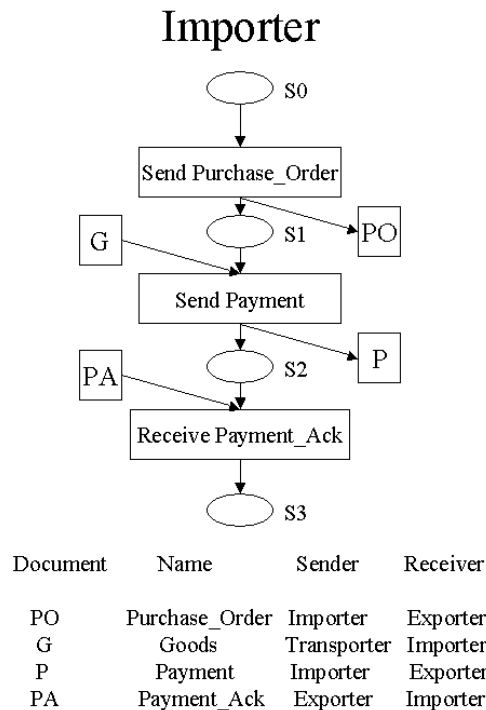 Importer
S0
Send Purchase_Order
S1
PO
G
Send Payment
S2
P
PA
Receive Payment_Ack
S3
Document Name Sender Receiver
PO Purchase_Order Importer Exporter
G Goods Transporter Importer
P Payment Importer Exporter
PA Payment_Ack Exporter Importer